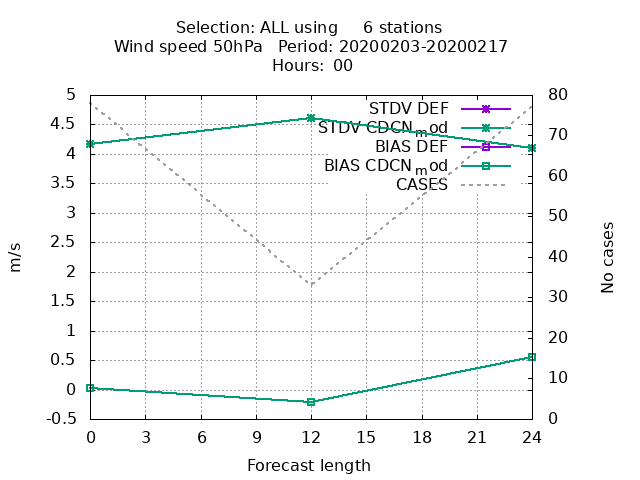 Selection: ALL using 6 stations
Wind speed 50hPa Period: 20200203-20200217
Hours: 00
STDV DEF
STDV CDCN_mod
BIAS DEF
BIAS CDCN_mod
CASES
5
4.5
4
3.5
3
2.5
2
1.5
1
0.5
0
-0.5
m/s
80
70
60
50
40
30
20
10
0
No cases
0 3 6 9 12 15 18 21 24
Forecast length